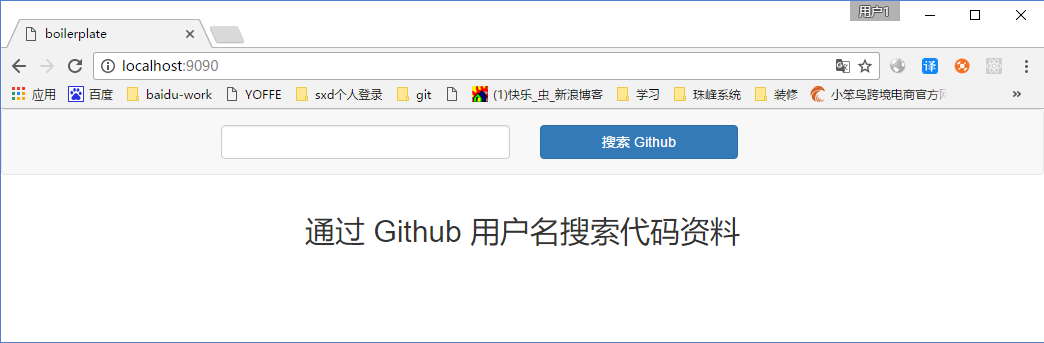 用户1
boilerplate
localhost:9090
应用 百度 baidu-work YOFFE sxd个人登录 git (1)快乐_虫_新浪博客 学习 珠峰系统 装修 小笨鸟跨境电商官方网
搜索 Github
通过 Github 用户名搜索代码资料